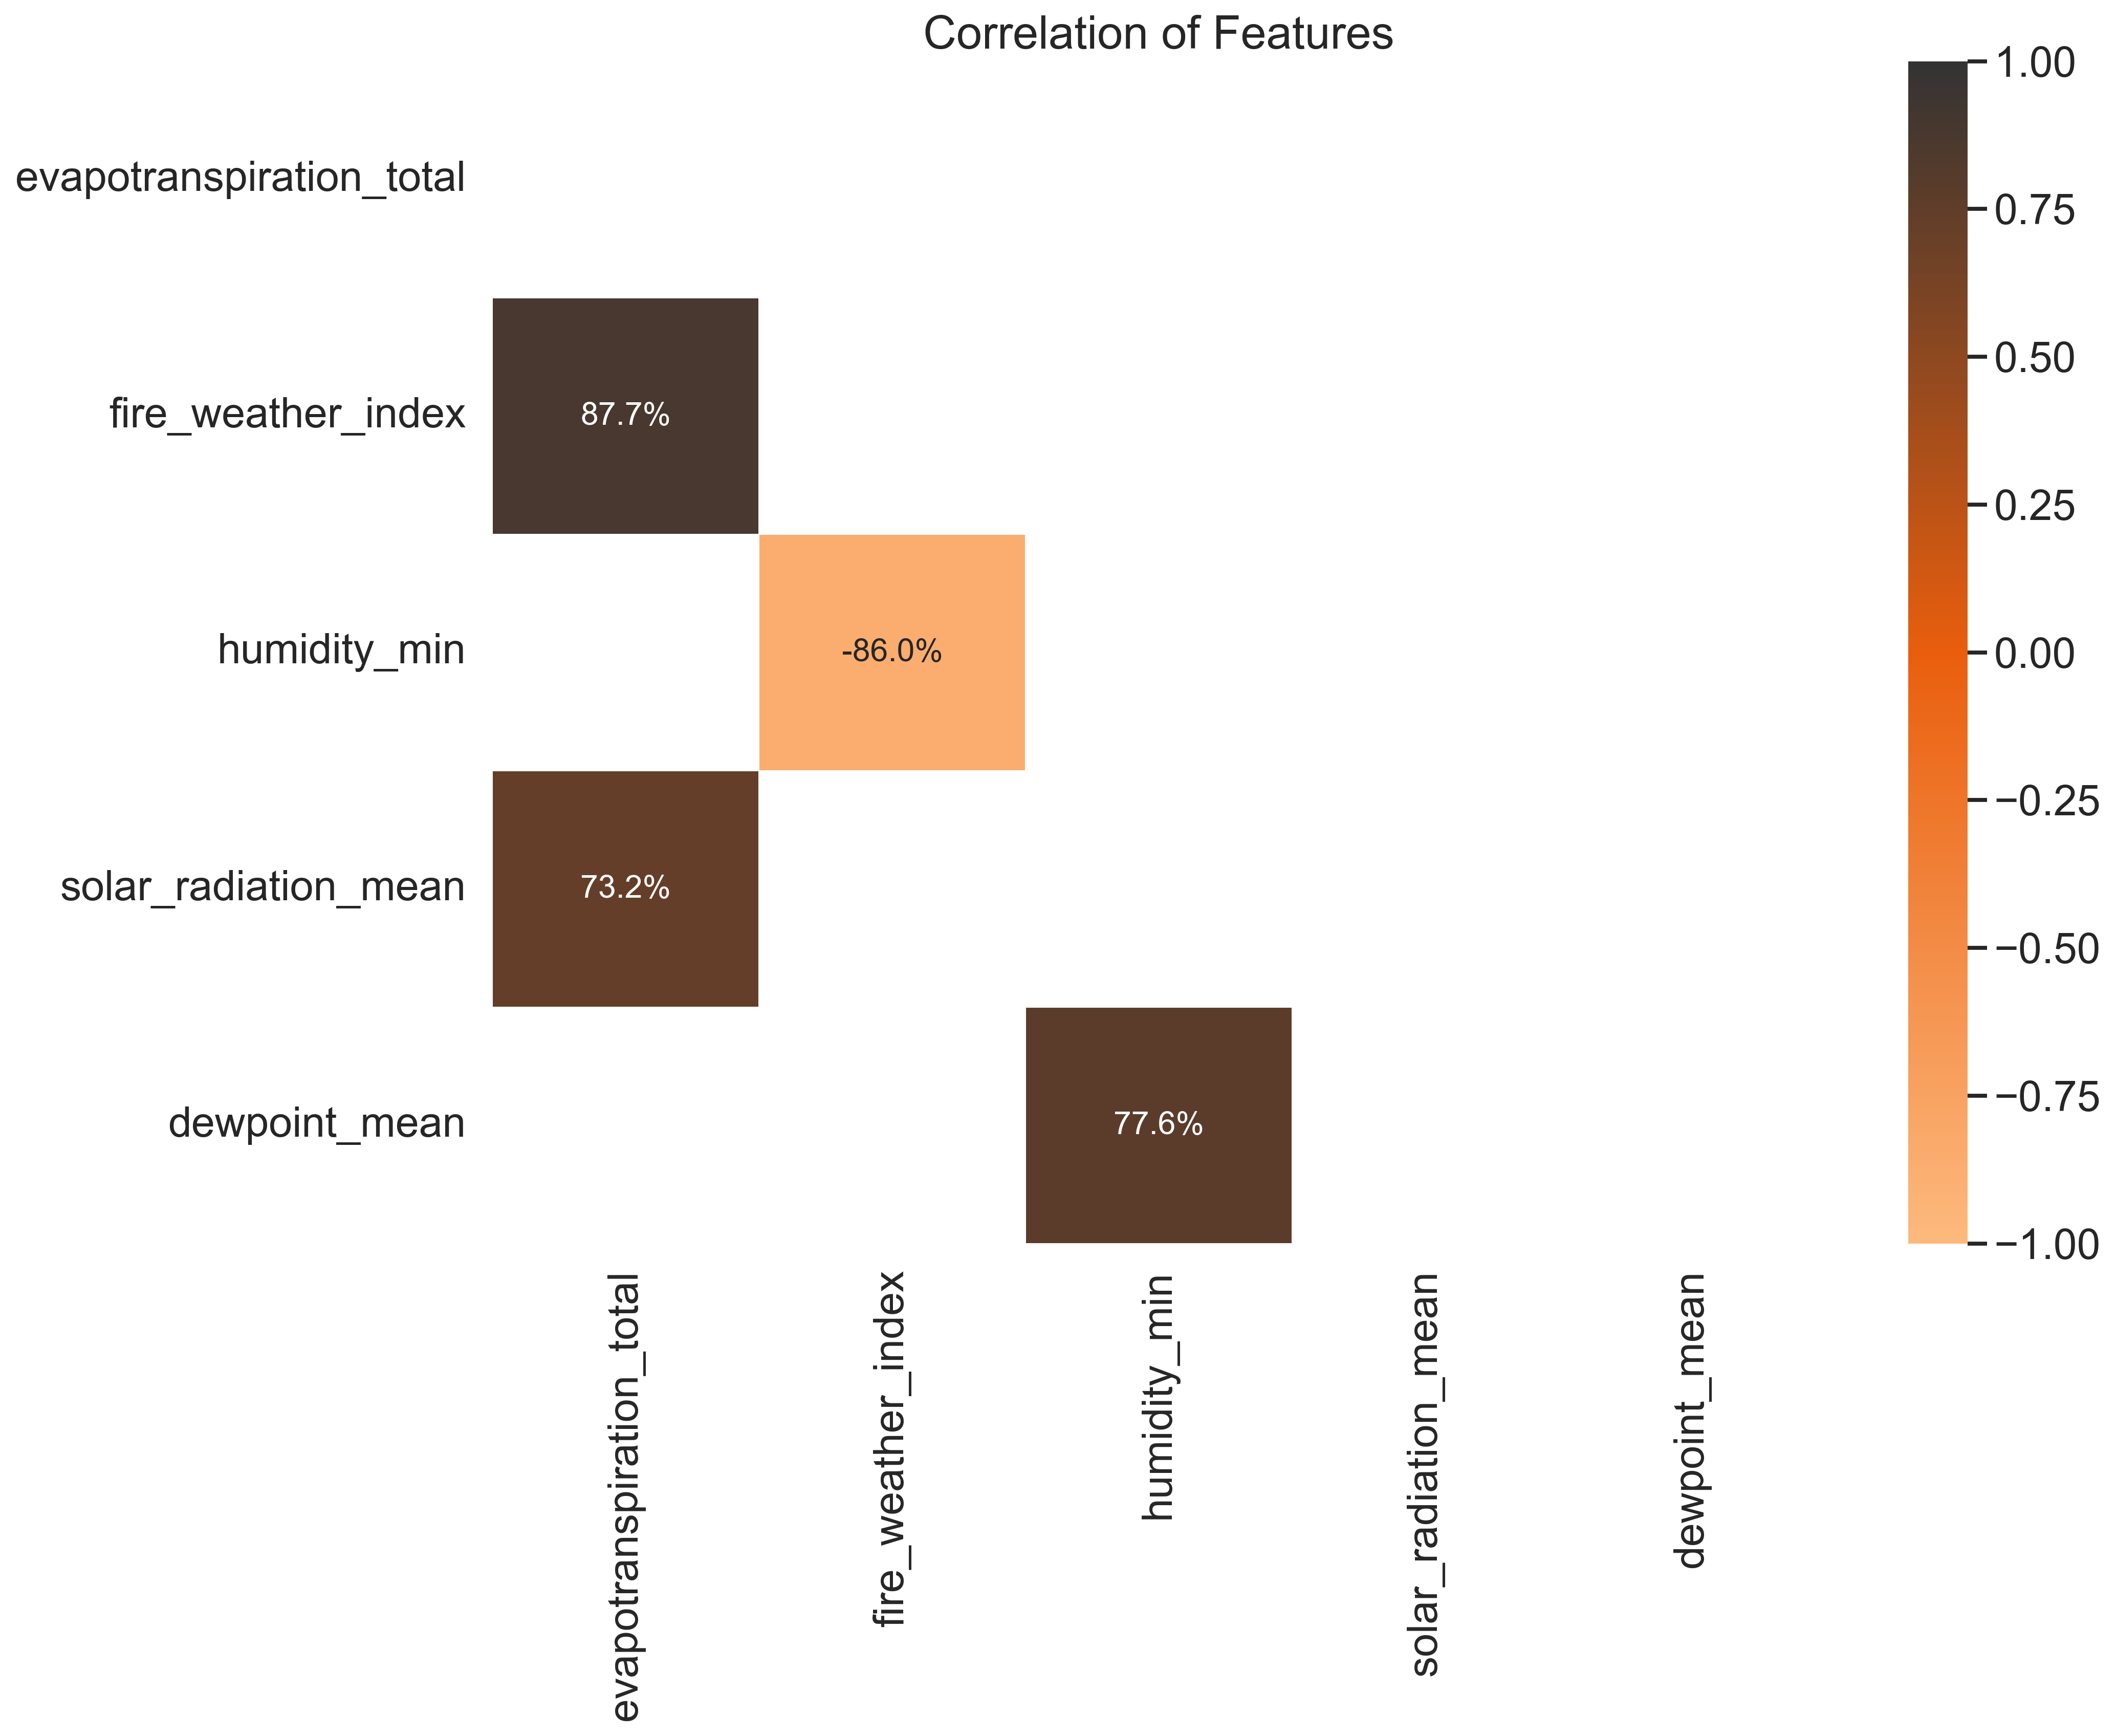 Correlation of Features
evapotranspiration_total
fire_weather_index
humidity_min
solar_radiation_mean
dewpoint_mean
87.7%
-86.0%
73.2%
77.6%
evapotranspiration_total
fire_weather_index
humidity_min
solar_radiation_mean
dewpoint_mean
1.00
0.75
0.50
0.25
0.00
−0.25
−0.50
−0.75
−1.00